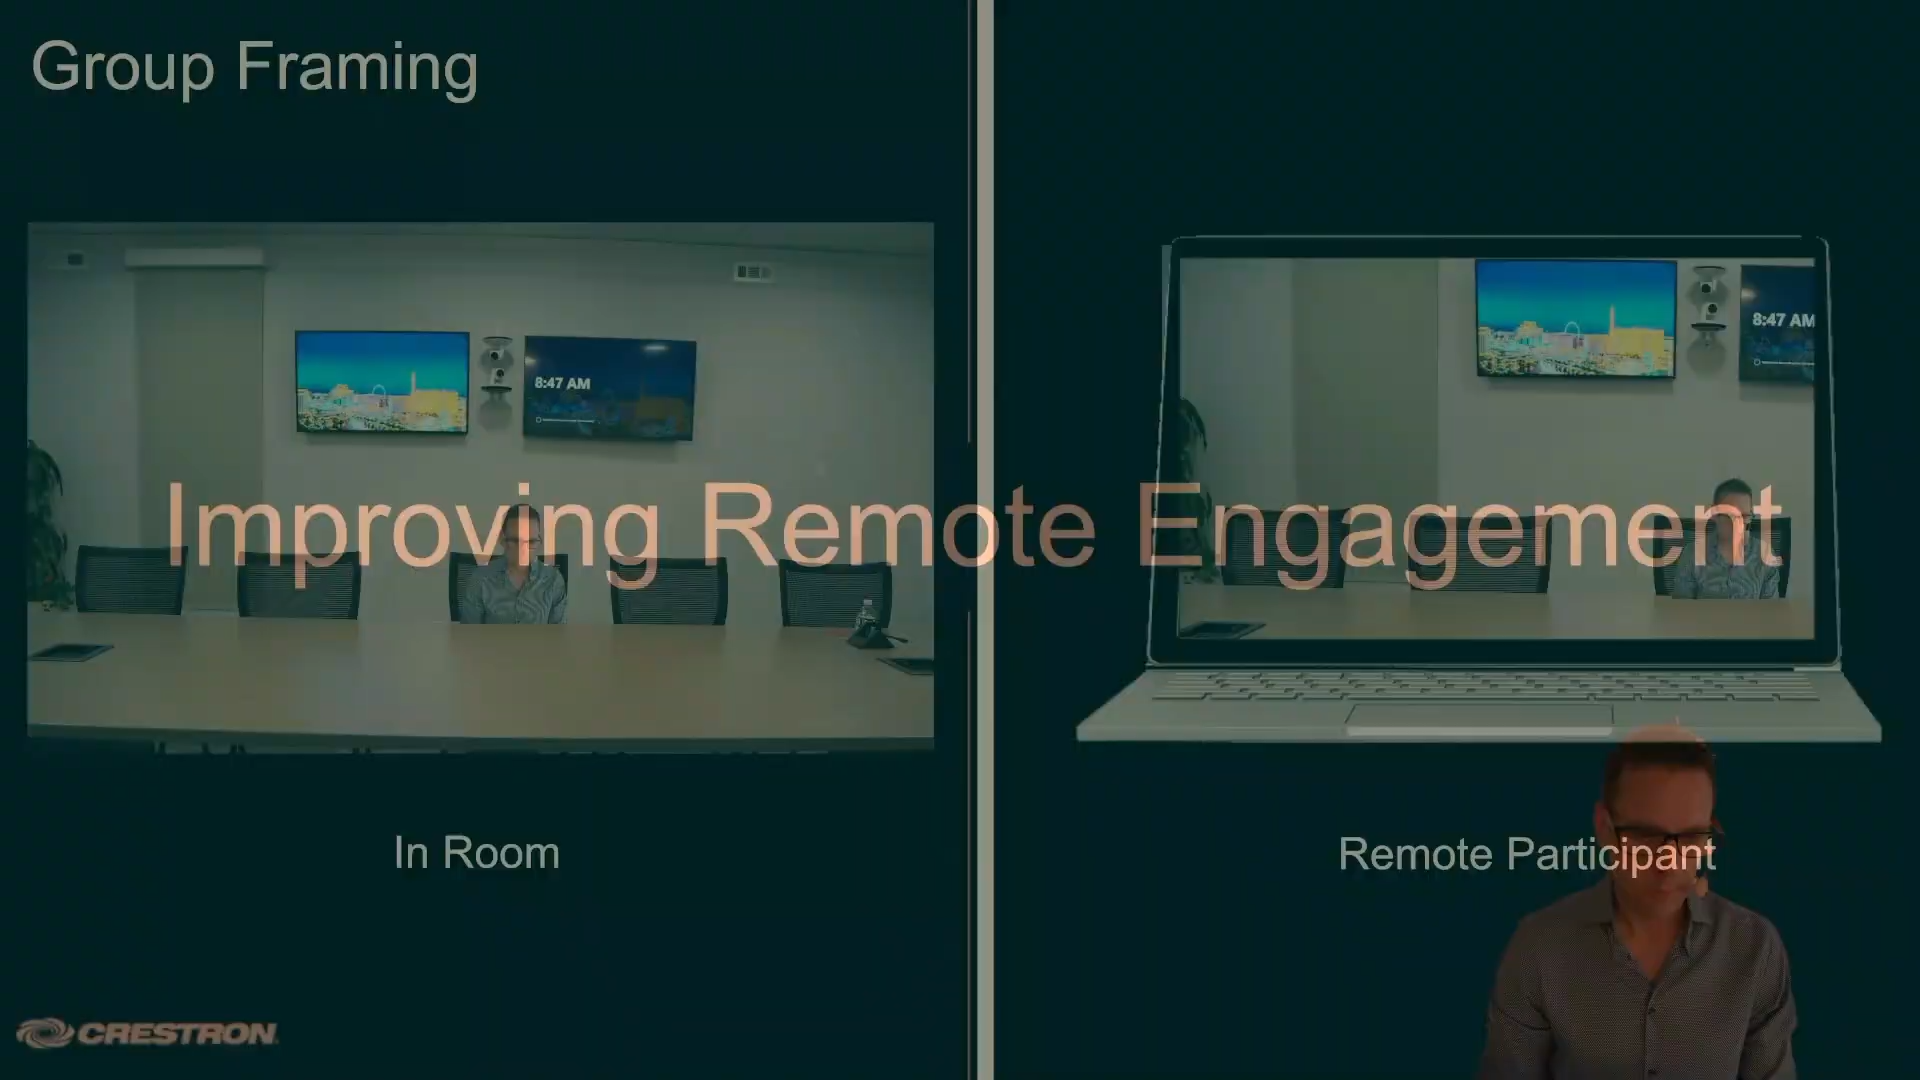 Group Framing
8:47 AM
8:47 AM
Improving Remote Engagement
In Room
Remote Participant
CRESTRON